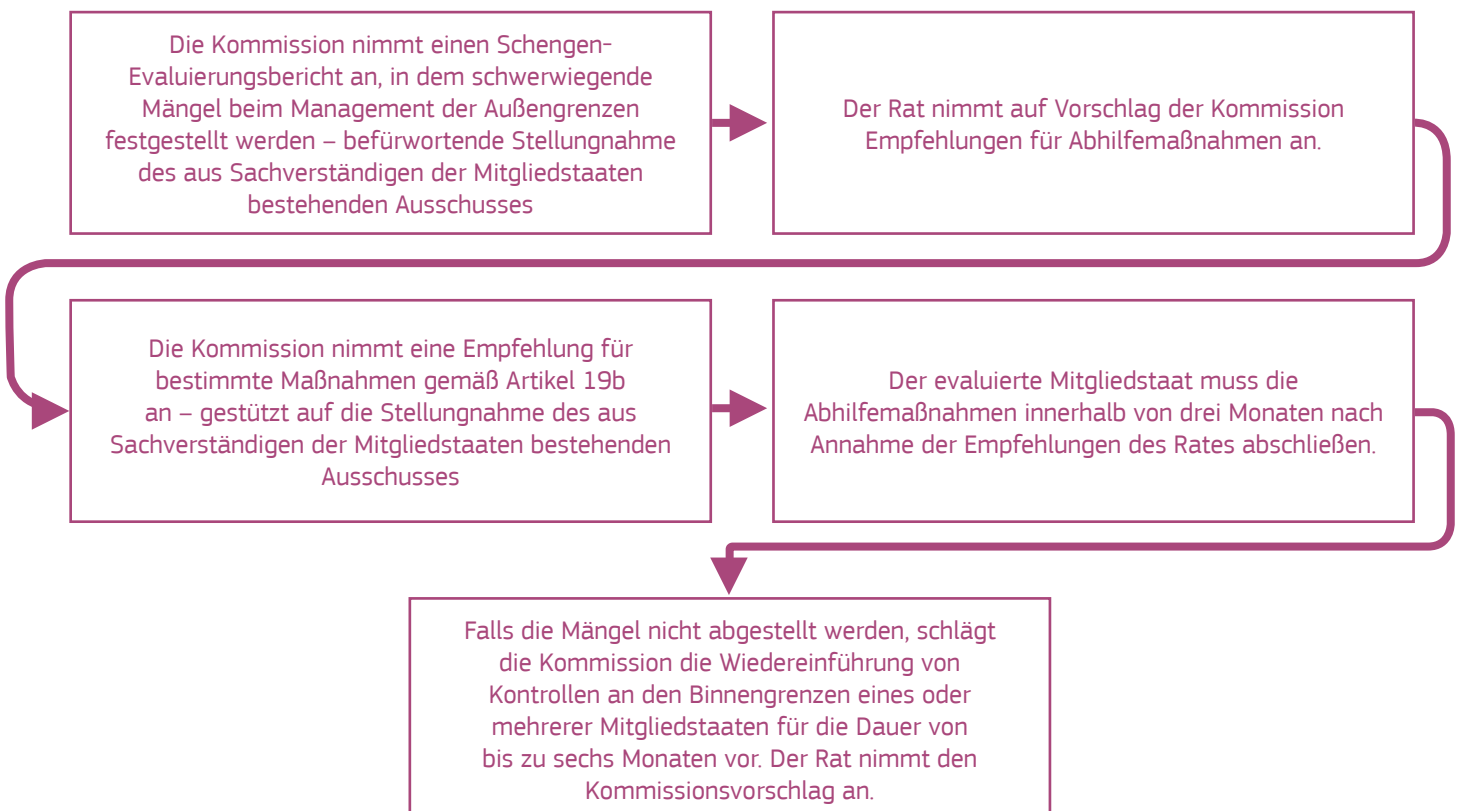 Die Kommission nimmt einen Schengen-
Evaluierungsbericht an, in dem schwerwiegende
Mängel beim Management der Außengrenzen
festgestellt werden – befürwortende Stellungnahme
des aus Sachverständigen der Mitgliedstaaten
bestehenden Ausschusses
Der Rat nimmt auf Vorschlag der Kommission
Empfehlungen für Abhilfemaßnahmen an.
Die Kommission nimmt eine Empfehlung für
bestimmte Maßnahmen gemäß Artikel 19b
an – gestützt auf die Stellungnahme des aus
Sachverständigen der Mitgliedstaaten bestehenden
Ausschusses
Der evaluierte Mitgliedstaat muss die
Abhilfemaßnahmen innerhalb von drei Monaten nach
Annahme der Empfehlungen des Rates abschließen.
Falls die Mängel nicht abgestellt werden, schlägt
die Kommission die Wiedereinführung von
Kontrollen an den Binnengrenzen eines oder
mehrerer Mitgliedstaaten für die Dauer von
bis zu sechs Monaten vor. Der Rat nimmt den
Kommissionsvorschlag an.